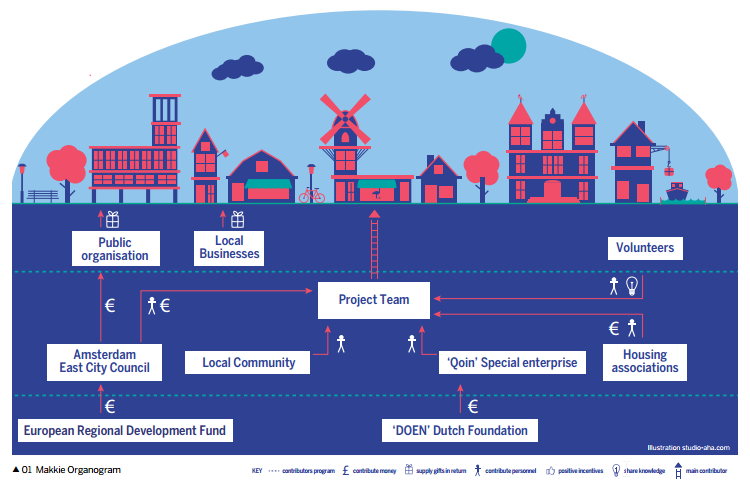 Public
organisation
Local
Businesses
Volunteers
Project Team
€
€
Amsterdam
East City Council
Local Community
'Qoin' Special enterprise
€
Housing
associations
€
€
European Regional Development Fund
'DOEN' Dutch Foundation
Illustration studio-aha.com
▲ 01 Makkie Organogram
KEY
contributors program
£ contribute money
supply gifts in return
contribute personnel
positive incentives
share knowledge
main contributor